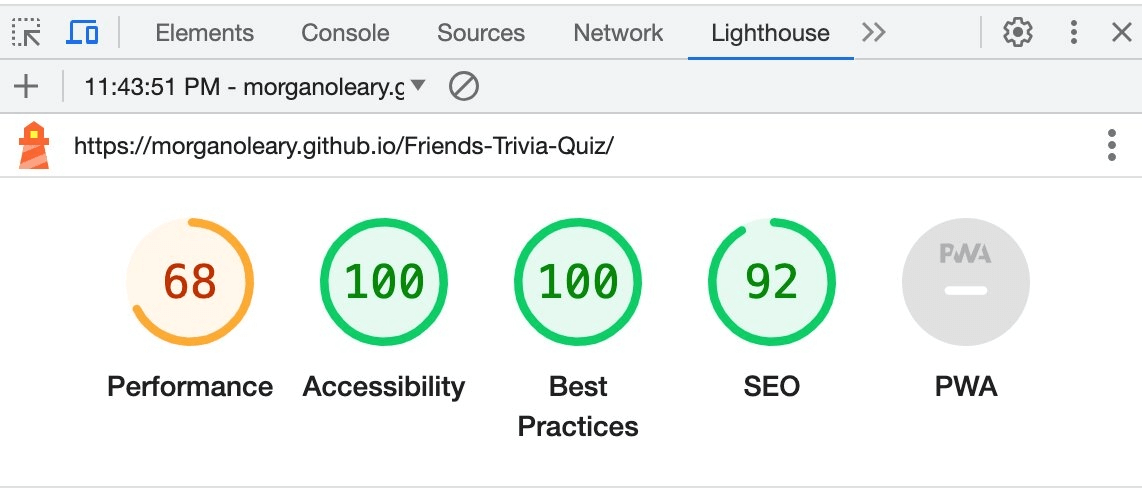 Elements Console Sources Network Lighthouse
11:43:51 PM - morganoleary.g
https://morganoleary.github.io/Friends-Trivia-Quiz/
68 100 100 92 PWA
Performance Accessibility Best Practices SEO PWA